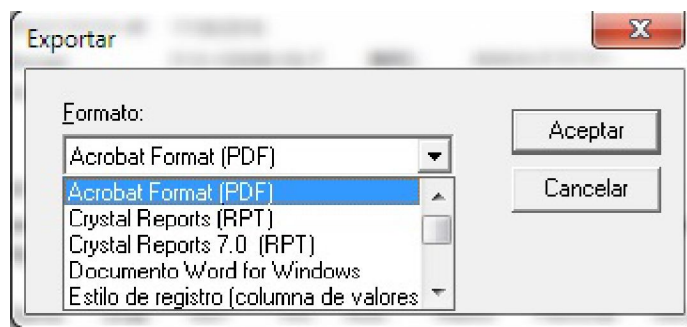 Exportar
Formato:
Acrobat Format (PDF)
Acrobat Format (PDF)
Crystal Reports (RPT)
Crystal Reports 7.0 (RPT)
Documento Word for Windows
Estilo de registro (columna de valores
Aceptar
Cancelar